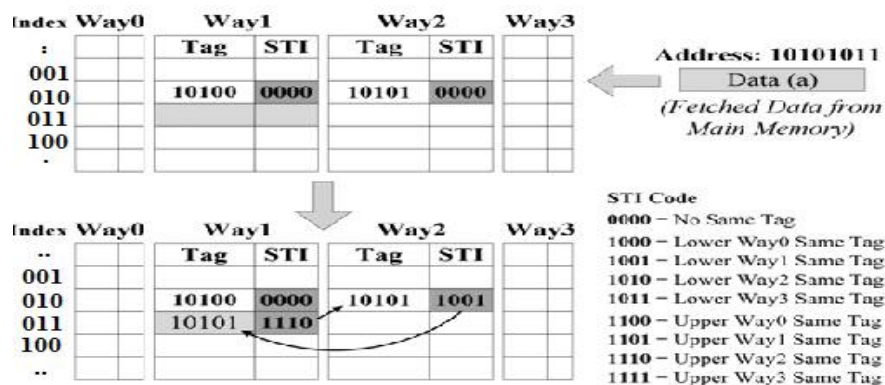 Index Way0 Way1 Way2 Way3
Tag STI Tag STI
:
001
010 10100 0000 10101 0000
011
100
.
Address: 10101011
Data (a)
(Fetched Data from
Main Memory)
Index Way0 Way1 Way2 Way3
.. Tag STI Tag STI
001
010 10100 0000 10101 1001
011 10101 1110
100
..
STI Code
0000 – No Same Tag
1000 – Lower Way0 Same Tag
1001 – Lower Way1 Same Tag
1010 – Lower Way2 Same Tag
1011 – Lower Way3 Same Tag
1100 – Upper Way0 Same Tag
1101 – Upper Way1 Same Tag
1110 – Upper Way2 Same Tag
1111 – Upper Way3 Same Tag